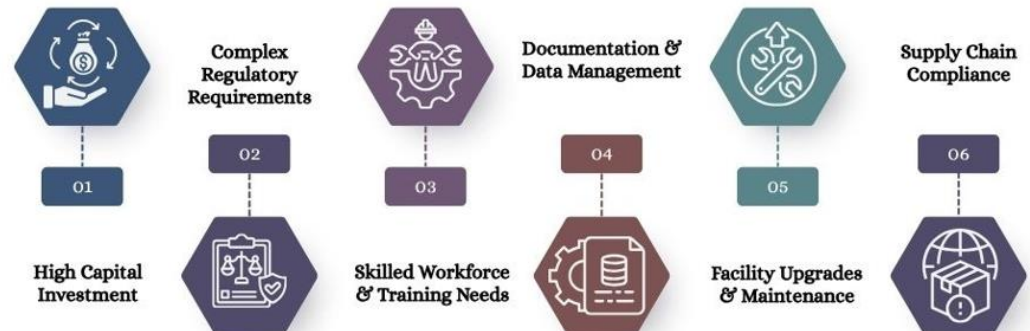 Complex
Regulatory
Requirements
Documentation &
Data Management
Supply Chain
Compliance
02
04
06
01
03
05
High Capital
Investment
Skilled Workforce
& Training Needs
Facility Upgrades
& Maintenance